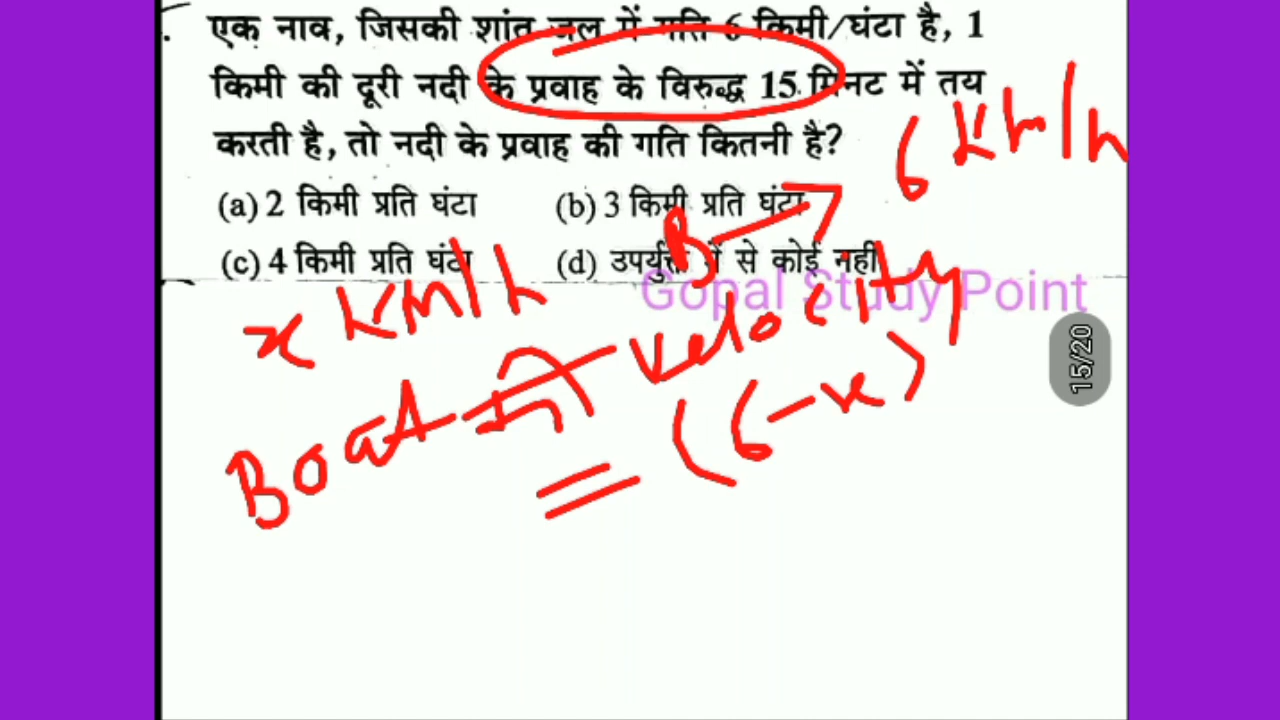 एक नाव, जिसकी शांत जल में गति 6 किमी/घंटा है, 1
किमी की दूरी नदी के प्रवाह के विरुद्ध 15 मिनट में तय
करती है, तो नदी के प्रवाह की गति कितनी है?
(a) 2 किमी प्रति घंटा (b) 3 किमी प्रति घंटा
(c) 4 किमी प्रति घंटा (d) उपर्युक्त में से कोई नहीं
Gopal Study Point
B → 6 km/h
x km/h
Boat की velocity
= (6-x)
15/20